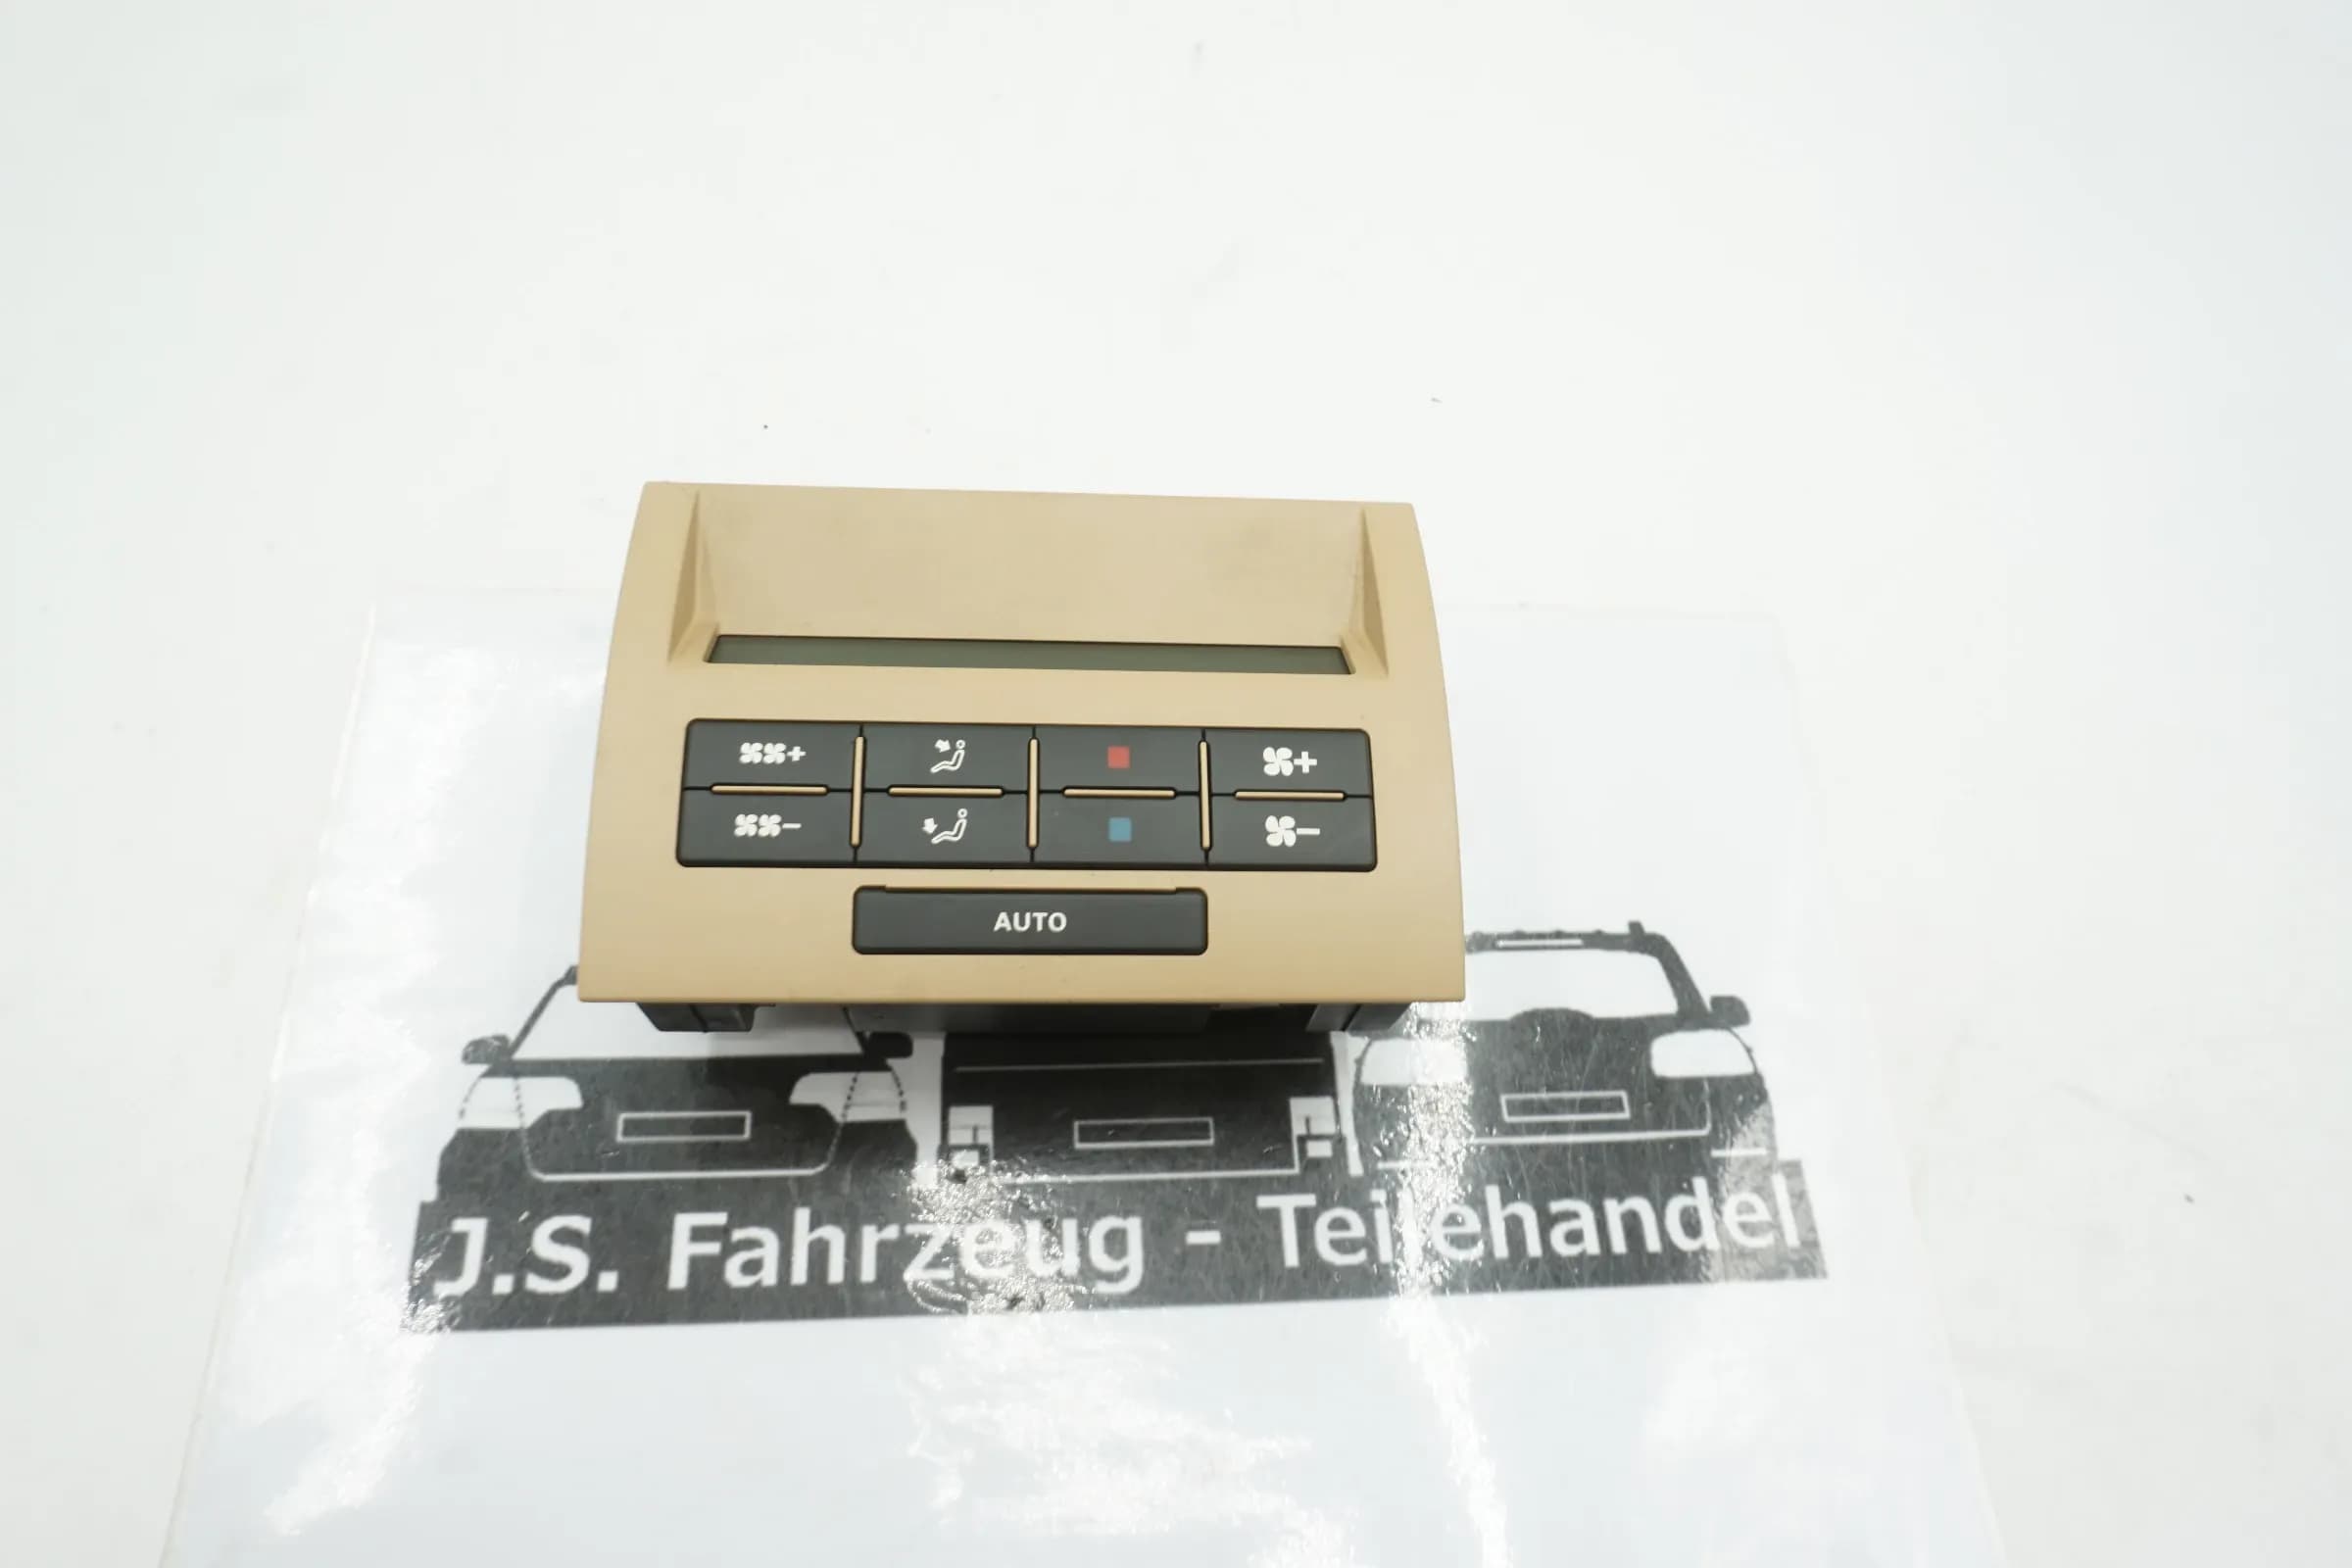 + +
- -
AUTO
J.S. Fahrzeug - Teilehandel